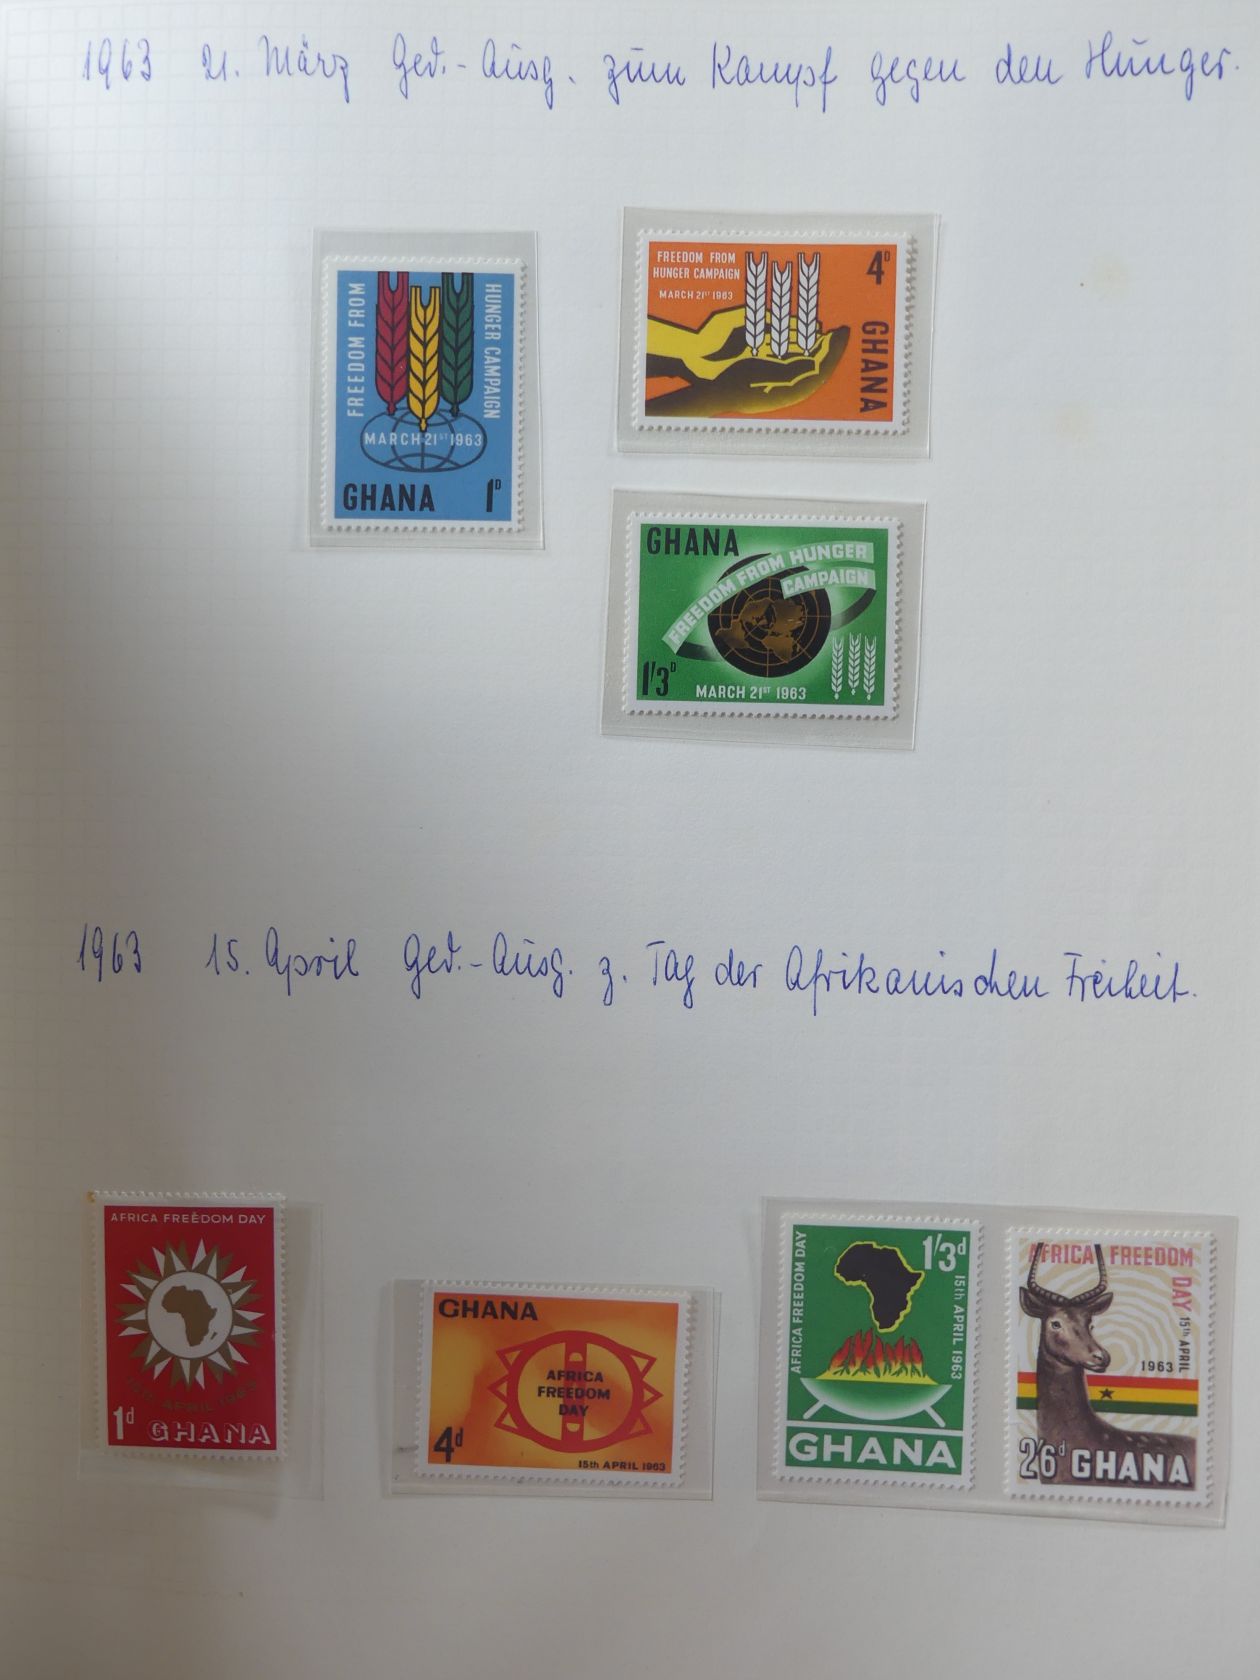 1963 21. März Ged.-Ausg. zum Kampf gegen den Hunger.
FREEDOM FROM
HUNGER CAMPAIGN
MARCH 21ST 1963
GHANA 1D
FREEDOM FROM
HUNGER CAMPAIGN
MARCH 21ST 1963
4D
GHANA
GHANA
FREEDOM FROM HUNGER
CAMPAIGN
1/3D
MARCH 21ST 1963
1963 15. April Ged.-Ausg. z. Tag der Afrikanischen Freiheit.
AFRICA FREEDOM DAY
15TH APRIL 1963
1d GHANA
GHANA
AFRICA
FREEDOM
DAY
4d
15th APRIL 1963
AFRICA FREEDOM DAY
1/3d
15th APRIL 1963
GHANA
AFRICA FREEDOM
DAY
15th APRIL
1963
2/6d GHANA